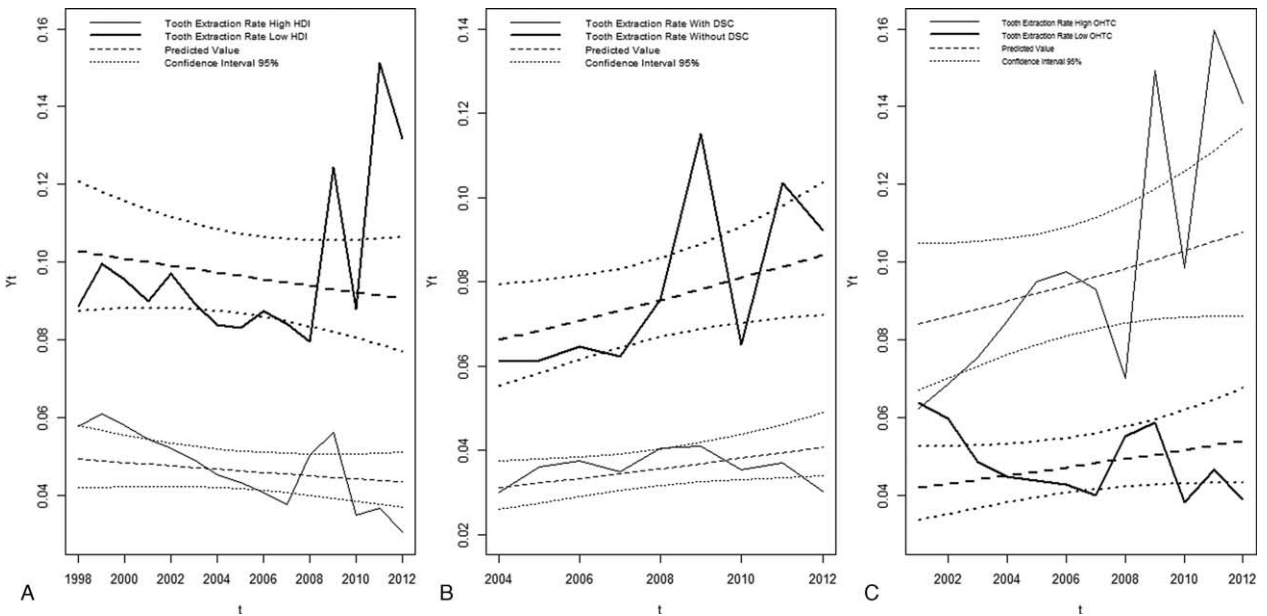 Tooth Extraction Rate High HDI
Tooth Extraction Rate Low HDI
Predicted Value
Confidence Interval 95%
0.16
0.14
0.12
0.10
0.08
0.06
0.04
Yt
1998 2000 2002 2004 2006 2008 2010 2012
t
A
Tooth Extraction Rate With DSC
Tooth Extraction Rate Without DSC
Predicted Value
Confidence Interval 95%
0.14
0.12
0.10
0.08
0.06
0.04
0.02
Yt
2004 2006 2008 2010 2012
t
B
Tooth Extraction Rate High OHTC
Tooth Extraction Rate Low OHTC
Predicted Value
Confidence Interval 95%
0.16
0.14
0.12
0.10
0.08
0.06
0.04
Yt
2002 2004 2006 2008 2010 2012
t
C